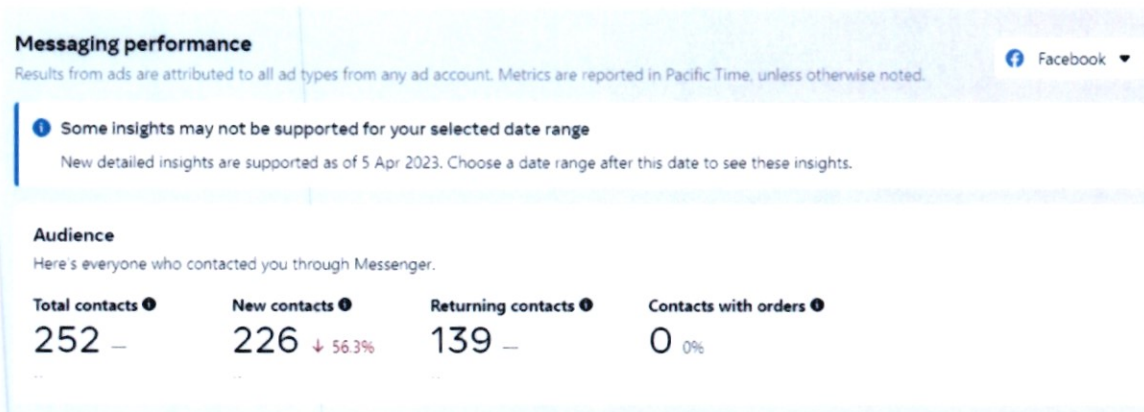 Messaging performance
Facebook
Results from ads are attributed to all ad types from any ad account. Metrics are reported in Pacific Time, unless otherwise noted.
Some insights may not be supported for your selected date range
New detailed insights are supported as of 5 Apr 2023. Choose a date range after this date to see these insights.
Audience
Here's everyone who contacted you through Messenger.
Total contacts New contacts Returning contacts Contacts with orders
252 — 226 ↓ 56.3% 139 — 0 0%